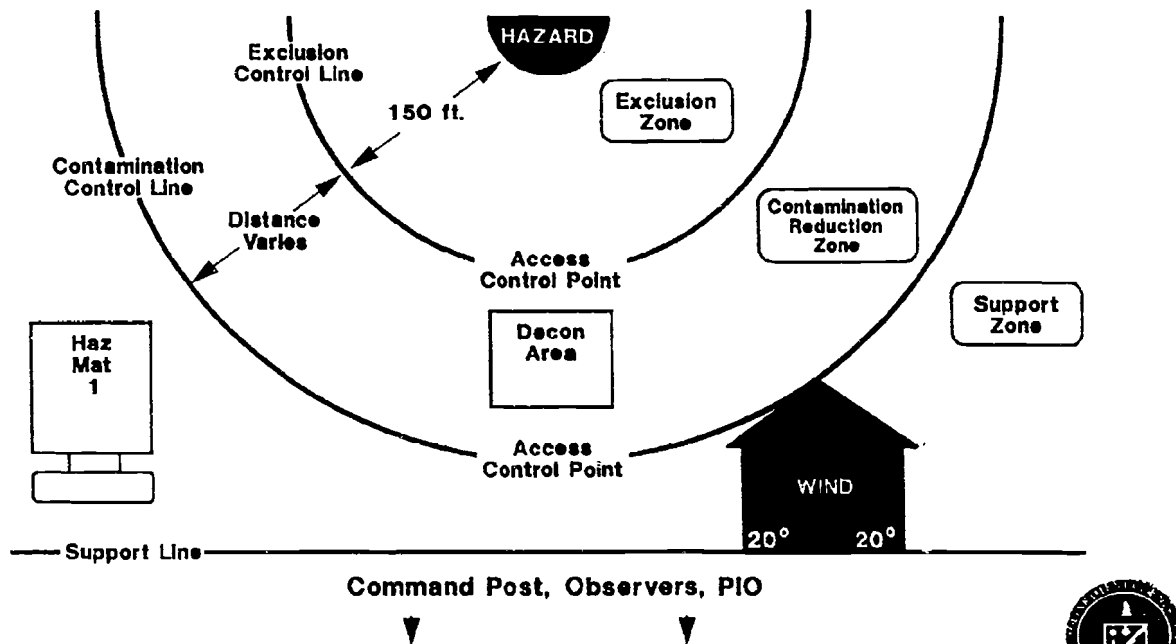 HAZARD
Exclusion
Control Line
150 ft.
Exclusion
Zone
Contamination
Control Line
Distance
Varies
Contamination
Reduction
Zone
Access
Control Point
Support
Zone
Haz
Mat
1
Decon
Area
Access
Control Point
WIND
20° 20°
Support Line
Command Post, Observers, PIO